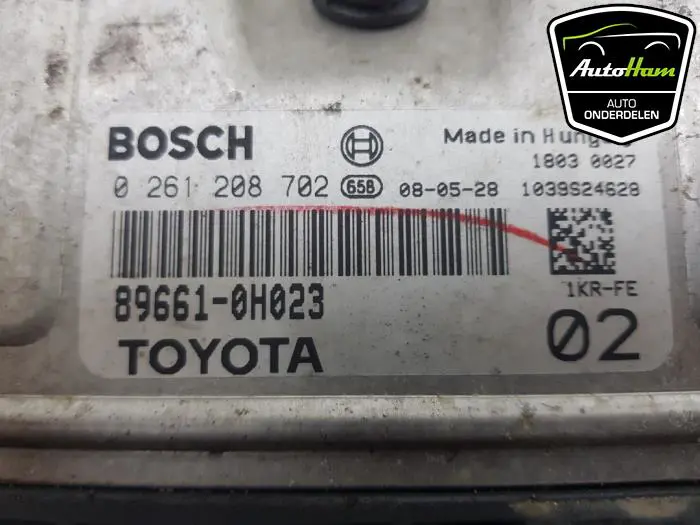 AutoHam
AUTO
ONDERDELEN
BOSCH
Made in Hungary
1803 0027
0 261 208 702 658 08-05-28 1039S24628
89661-0H023
1KR-FE
TOYOTA
02